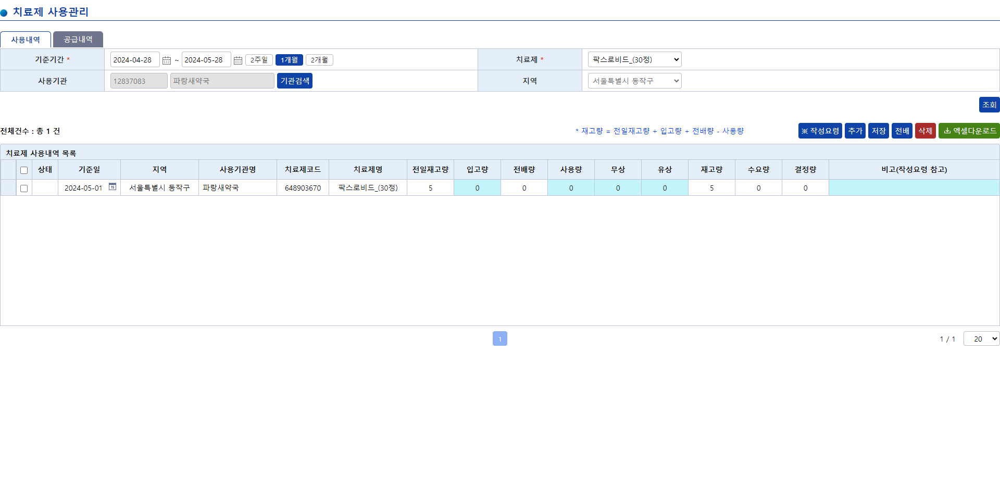 치료제 사용관리
사용내역 공급내역
기준기간 * 2024-04-28 ~ 2024-05-28 2주일 1개월 2개월 치료제 * 팍스로비드_(30정)
사용기관 12837083 파랑새약국 기관검색 지역 서울특별시 동작구
조회
전체건수 : 총 1 건 * 재고량 = 전일재고량 + 입고량 + 전배량 - 사용량 ※ 작성요령 추가 저장 전배 삭제 엑셀다운로드
치료제 사용내역 목록
상태 기준일 지역 사용기관명 치료제코드 치료제명 전일재고량 입고량 전배량 사용량 무상 유상 재고량 수요량 결정량 비고(작성요령 참고)
2024-05-01 15 서울특별시 동작구 파랑새약국 648903670 팍스로비드_(30정) 5 0 0 0 0 0 5 0 0
1 1 / 1 20